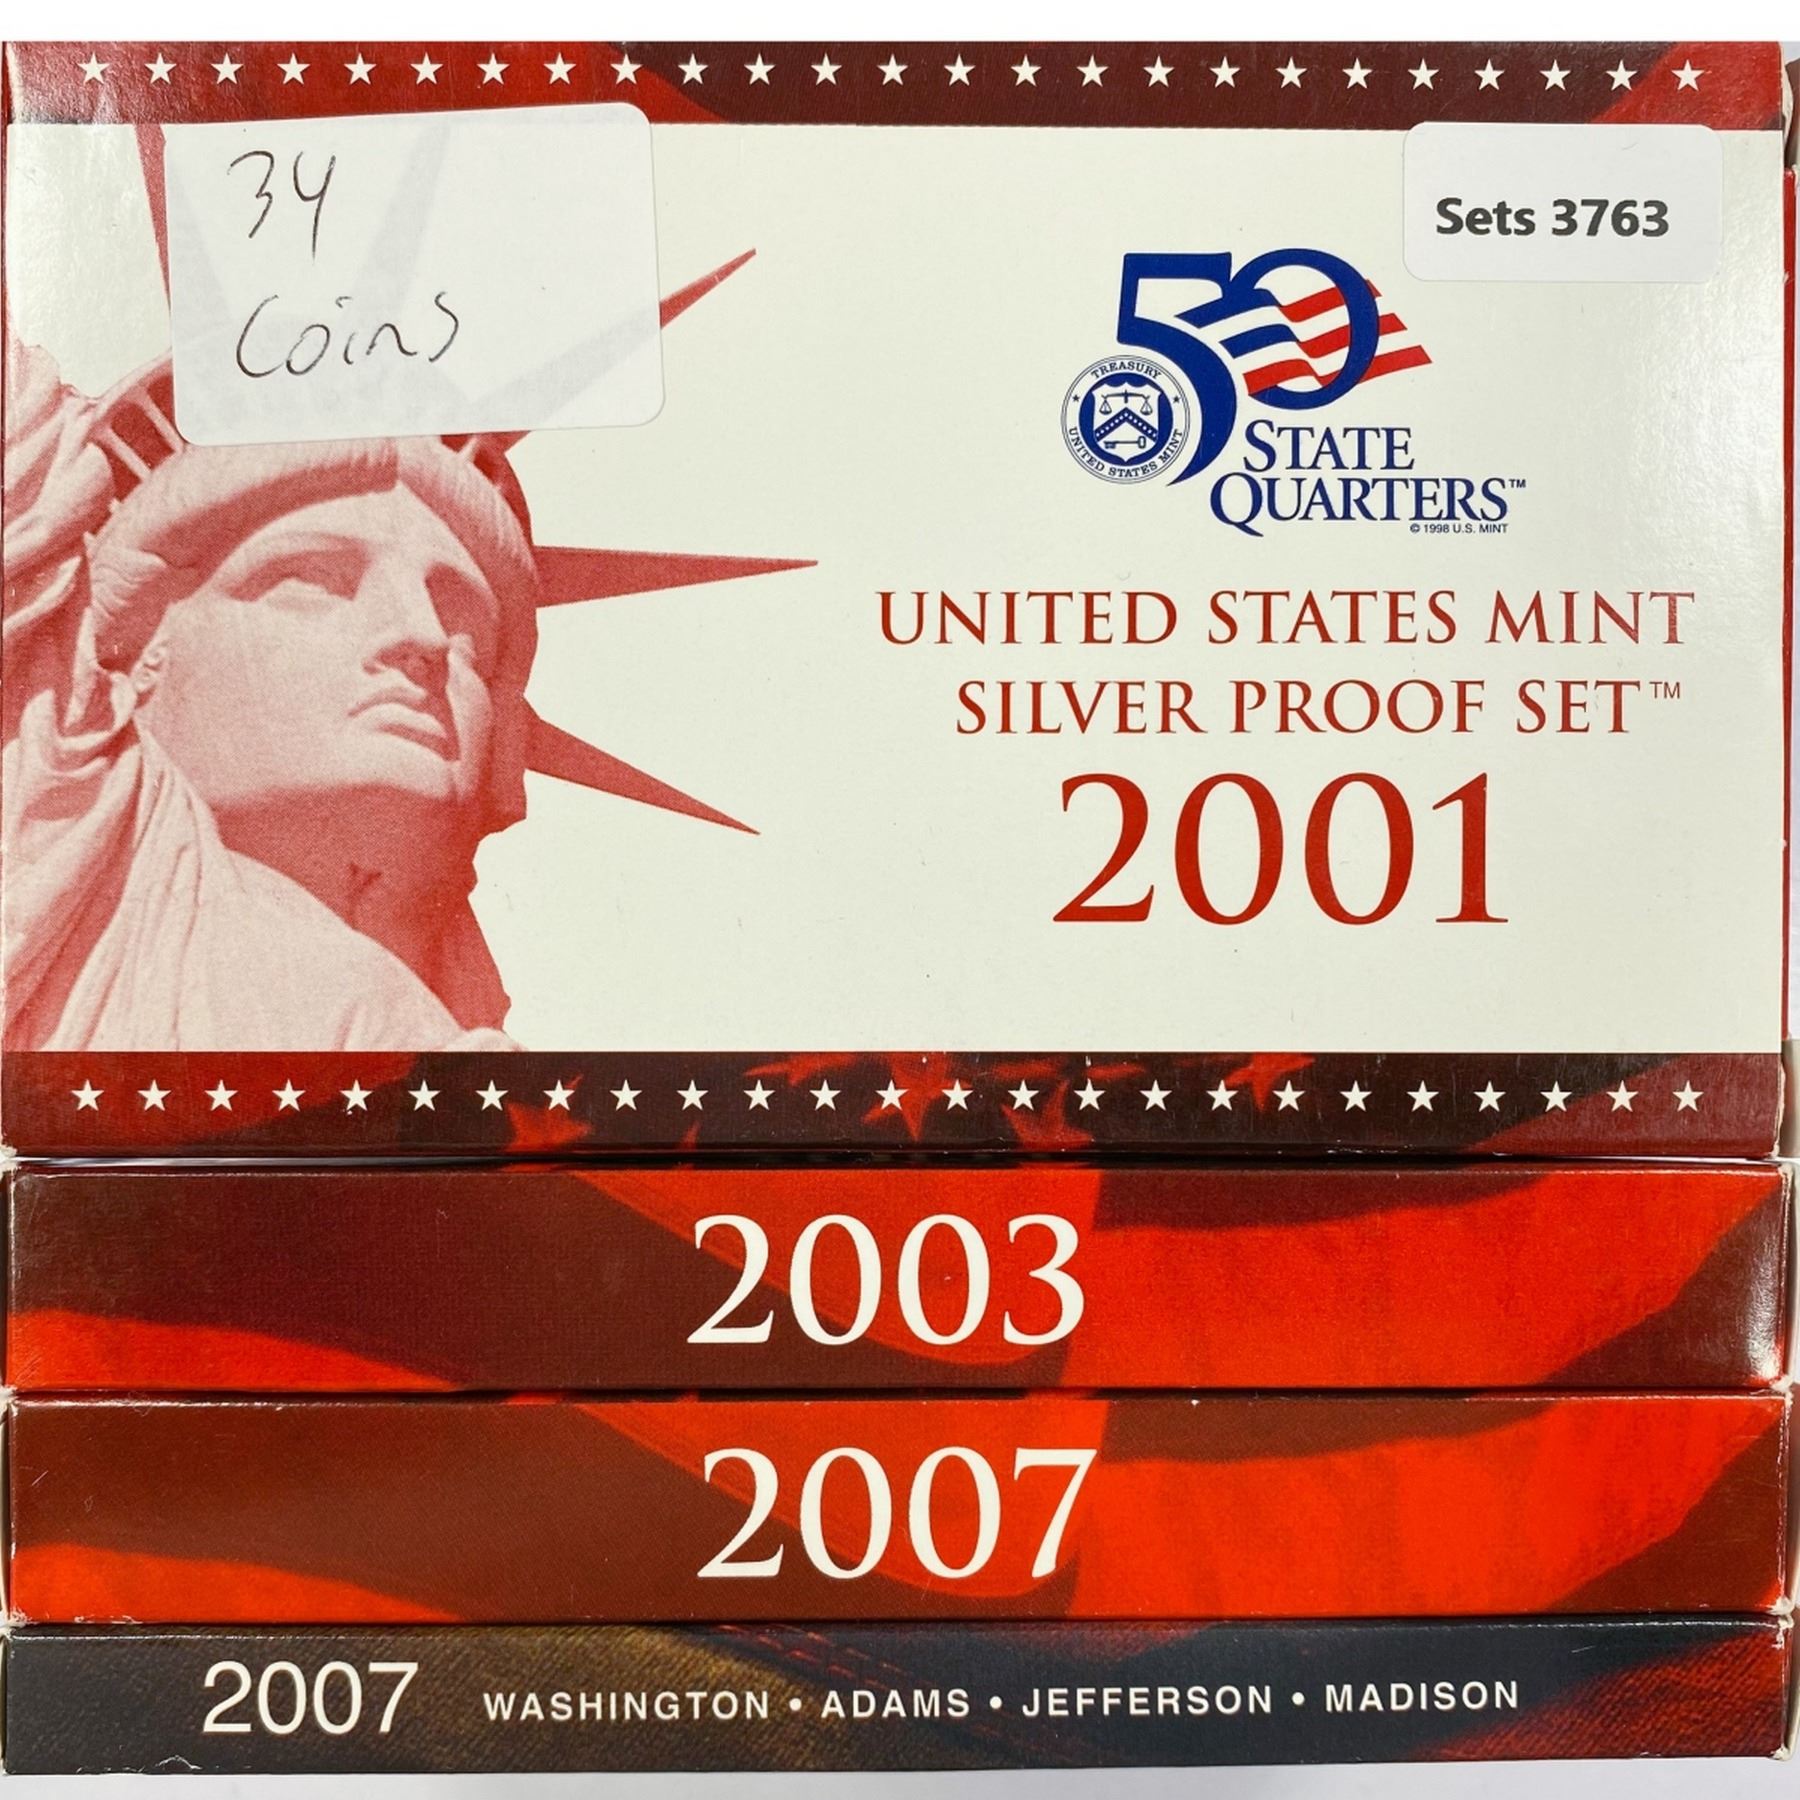 34
Coins
Sets 3763
50
STATE
QUARTERS™
© 1998 U.S. MINT
TREASURY
UNITED STATES MINT
UNITED STATES MINT
SILVER PROOF SET™
2001
2003
2007
2007 WASHINGTON • ADAMS • JEFFERSON • MADISON